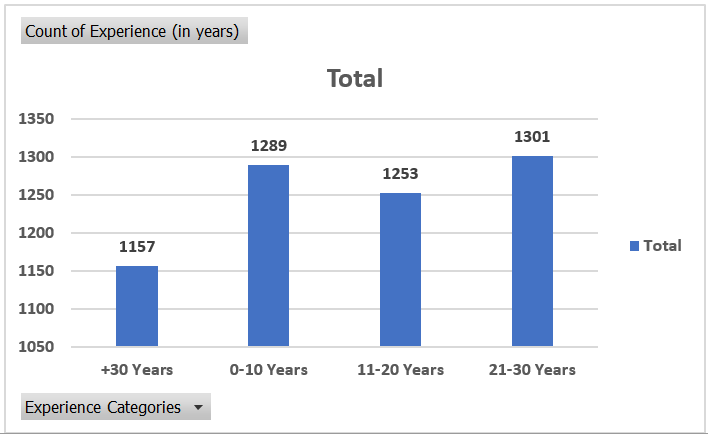 Count of Experience (in years)
Total
1350
1300
1250
1200
1150
1100
1050
1157
1289
1253
1301
+30 Years
0-10 Years
11-20 Years
21-30 Years
Total
Experience Categories